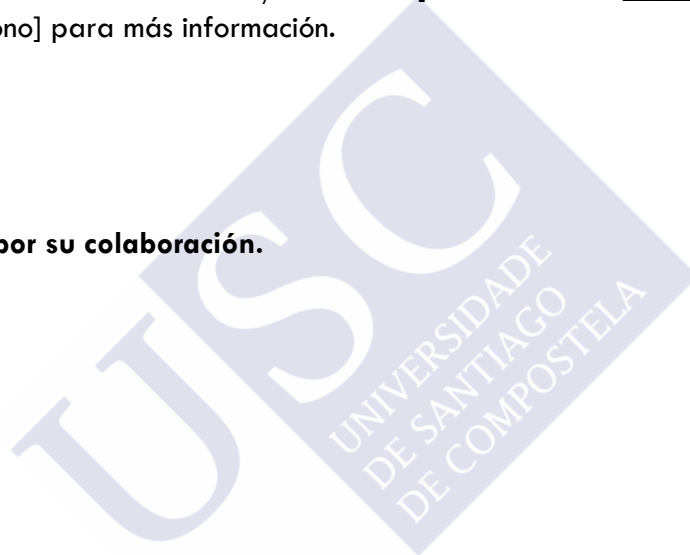 ono] para más información.
por su colaboración.
USC
UNIVERSIDADE
DE SANTIAGO
DE COMPOSTELA